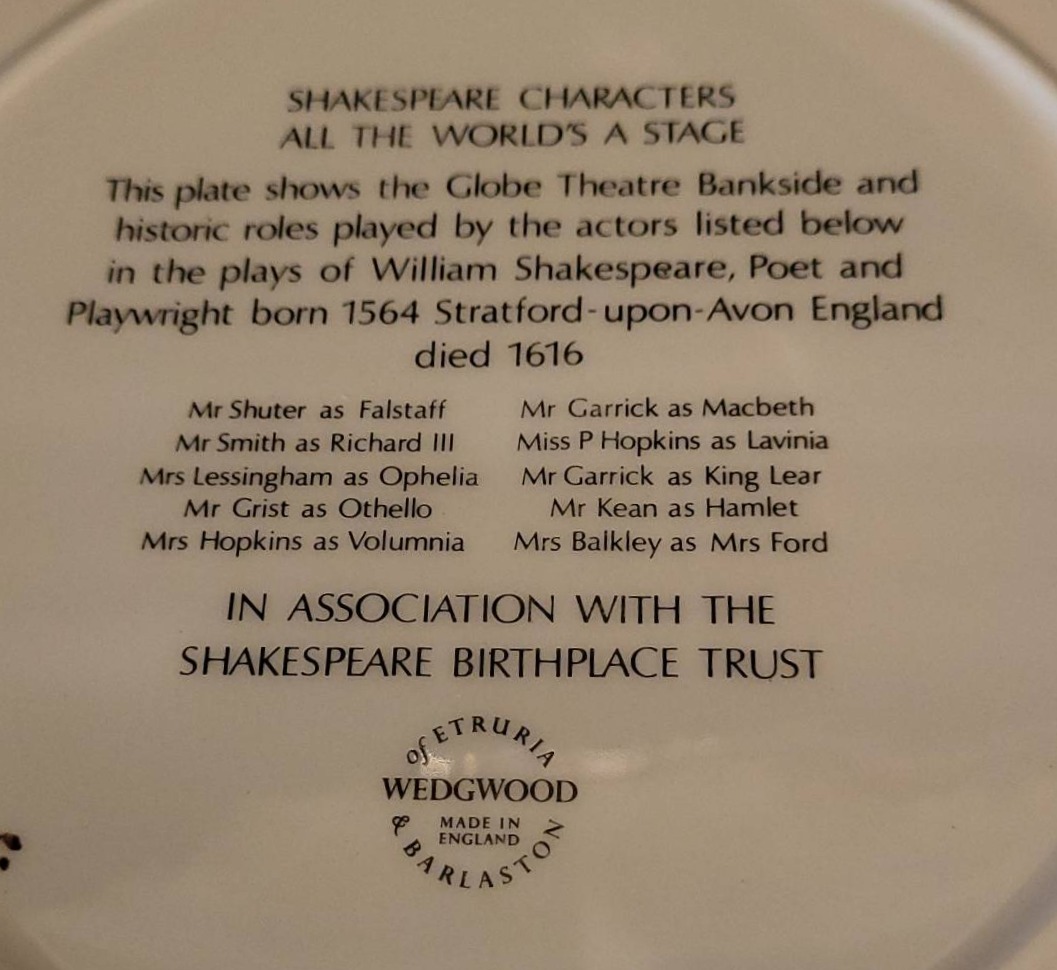 SHAKESPEARE CHARACTERS
ALL THE WORLD'S A STAGE
This plate shows the Globe Theatre Bankside and
historic roles played by the actors listed below
in the plays of William Shakespeare, Poet and
Playwright born 1564 Stratford-upon-Avon England
died 1616
Mr Shuter as Falstaff
Mr Smith as Richard III
Mrs Lessingham as Ophelia
Mr Grist as Othello
Mrs Hopkins as Volumnia
Mr Garrick as Macbeth
Miss P Hopkins as Lavinia
Mr Garrick as King Lear
Mr Kean as Hamlet
Mrs Balkley as Mrs Ford
IN ASSOCIATION WITH THE
SHAKESPEARE BIRTHPLACE TRUST
of ETRURIA
WEDGWOOD
MADE IN
ENGLAND
& BARLASTON